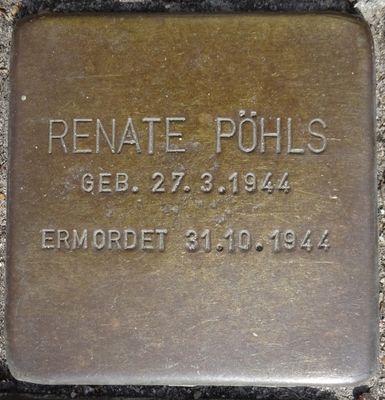 RENATE PÖHLS
GEB. 27.3.1944
ERMORDET 31.10.1944